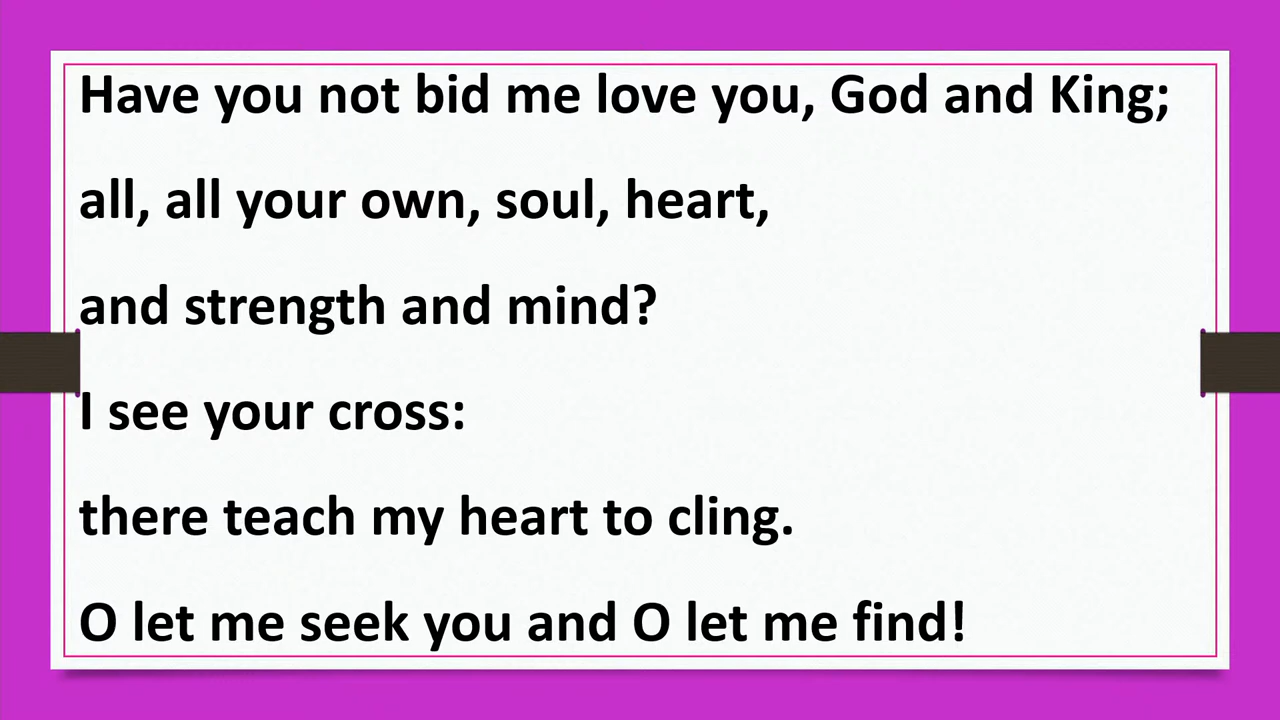 Have you not bid me love you, God and King;
all, all your own, soul, heart,
and strength and mind?
I see your cross:
there teach my heart to cling.
O let me seek you and O let me find!